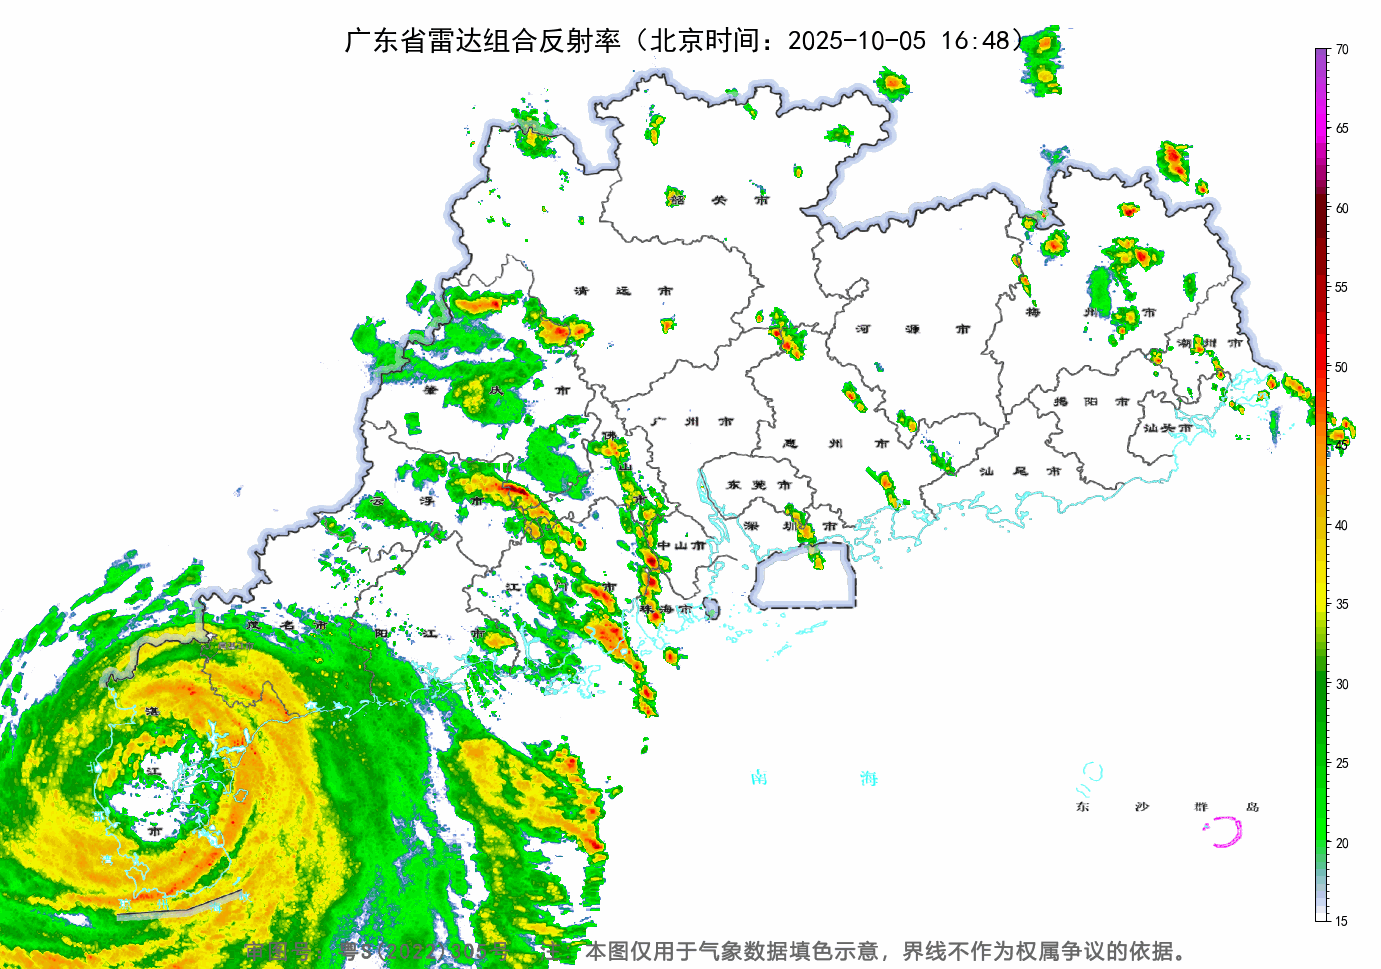 广东省雷达组合反射率（北京时间：2025-10-05 16:48）
70
65
60
55
50
45
40
35
30
25
20
15
韶关市
清远市
河源市
梅州市
潮州市
肇庆市
广州市
佛山市
惠州市
揭阳市
汕头市
汕尾市
东莞市
云浮市
深圳市
中山市
江门市
珠海市
茂名市
阳江市
湛江市
南海
东沙群岛
审图号：粤S(2022)
本图仅用于气象数据填色示意，界线不作为权属争议的依据。